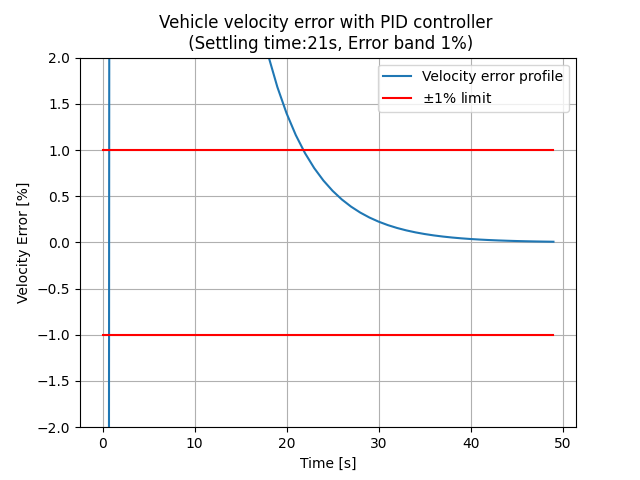 Vehicle velocity error with PID controller
(Settling time:21s, Error band 1%)
Velocity error profile
±1% limit
Velocity Error [%]
2.0
1.5
1.0
0.5
0.0
−0.5
−1.0
−1.5
−2.0
0 10 20 30 40 50
Time [s]